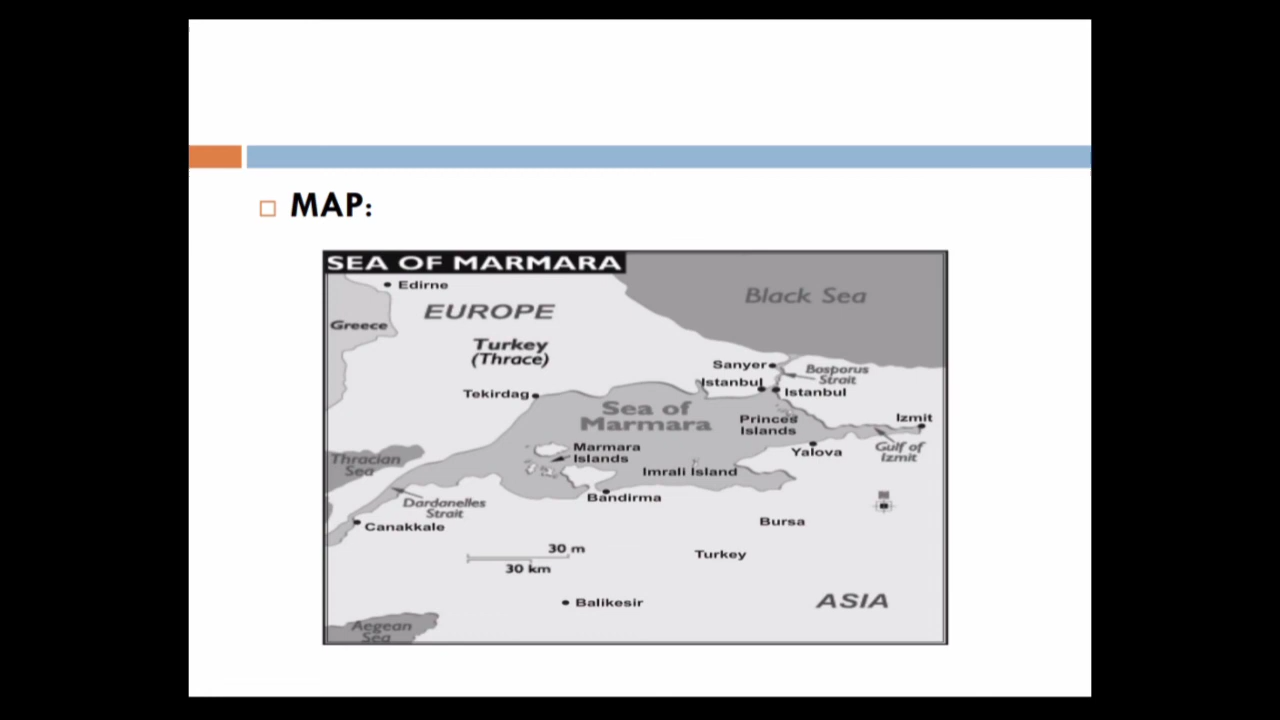 MAP:
SEA OF MARMARA
Edirne
EUROPE
Black Sea
Greece
Turkey
(Thrace)
Sanyer
Bosporus
Strait
Istanbul
Istanbul
Tekirdag
Sea of
Marmara
Princes
Islands
Izmit
Gulf of
Izmit
Yalova
Marmara
Islands
Imrali Island
Thracian
Sea
Bandirma
Dardanelles
Strait
Canakkale
Bursa
30 m
30 km
Turkey
Balikesir
ASIA
Aegean
Sea